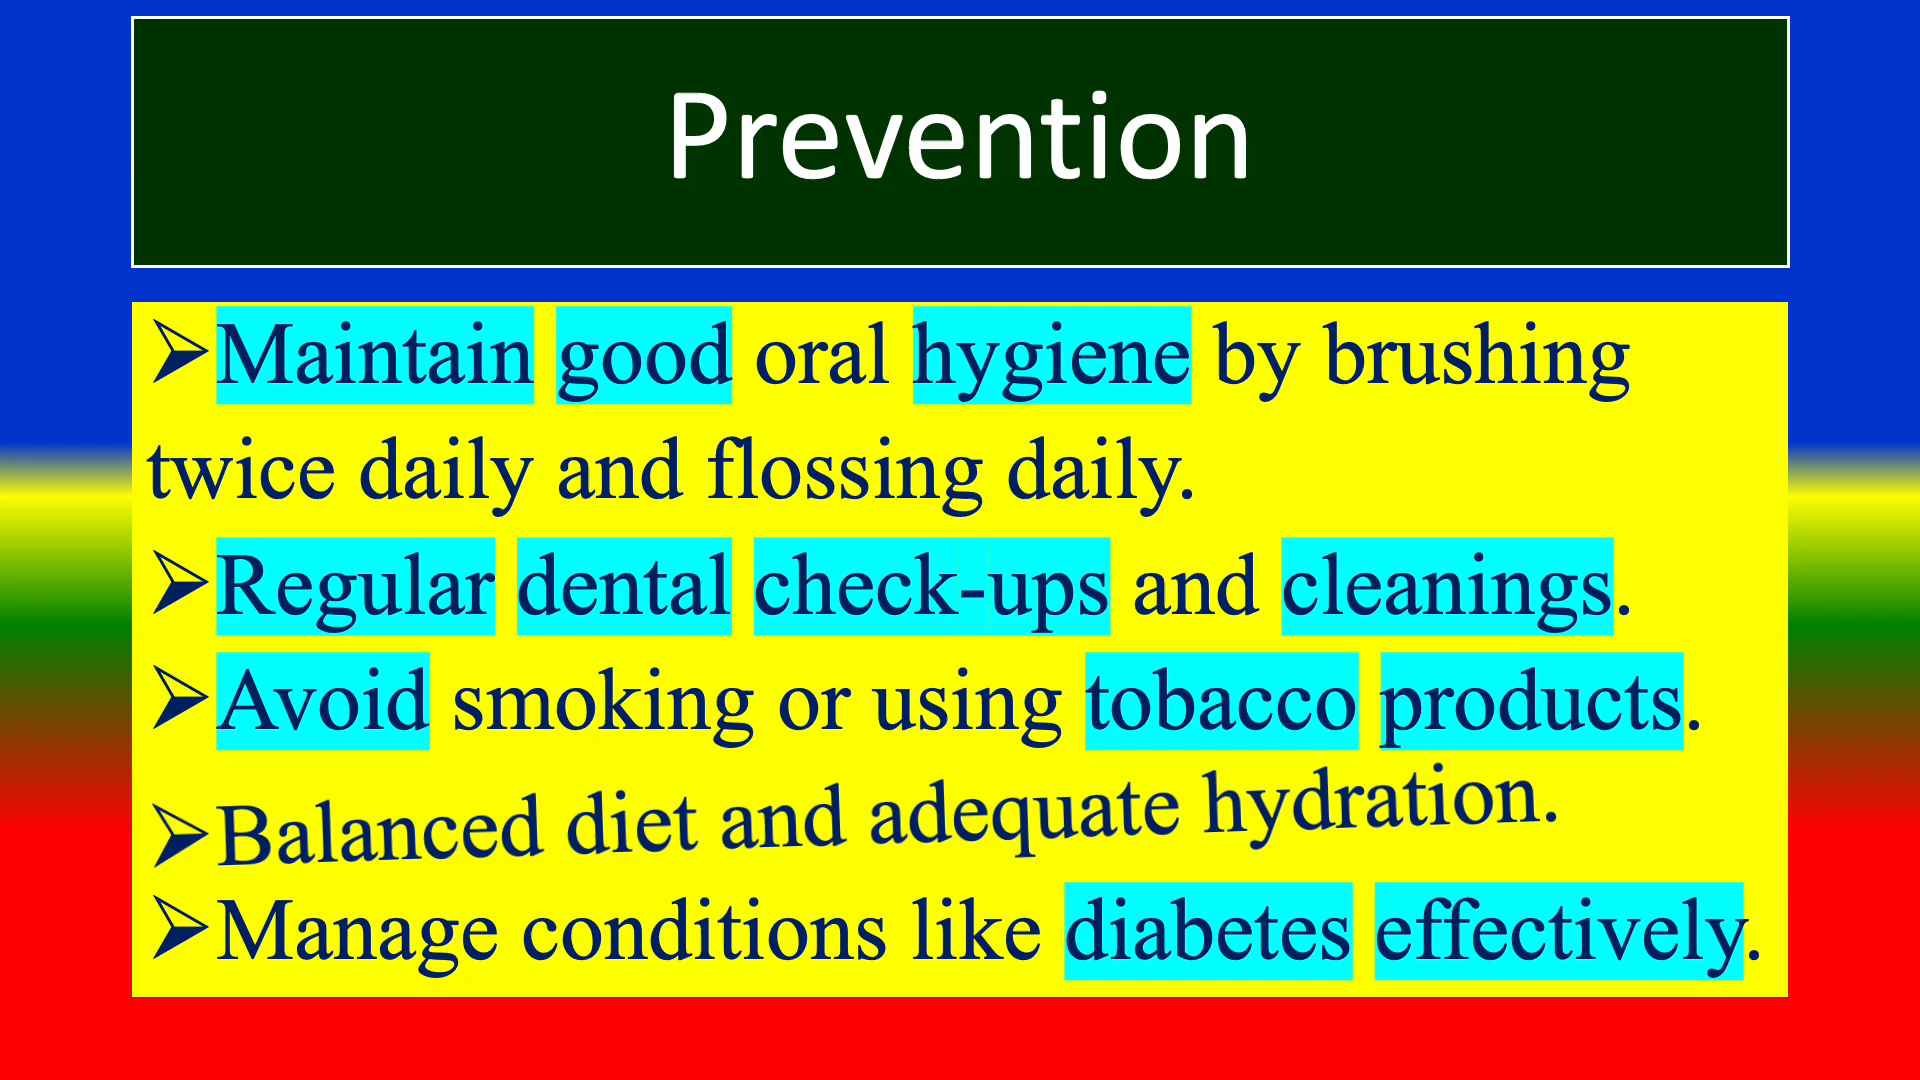 Prevention
➢Maintain good oral hygiene by brushing
twice daily and flossing daily.
➢Regular dental check-ups and cleanings.
➢Avoid smoking or using tobacco products.
➢Balanced diet and adequate hydration.
➢Manage conditions like diabetes effectively.